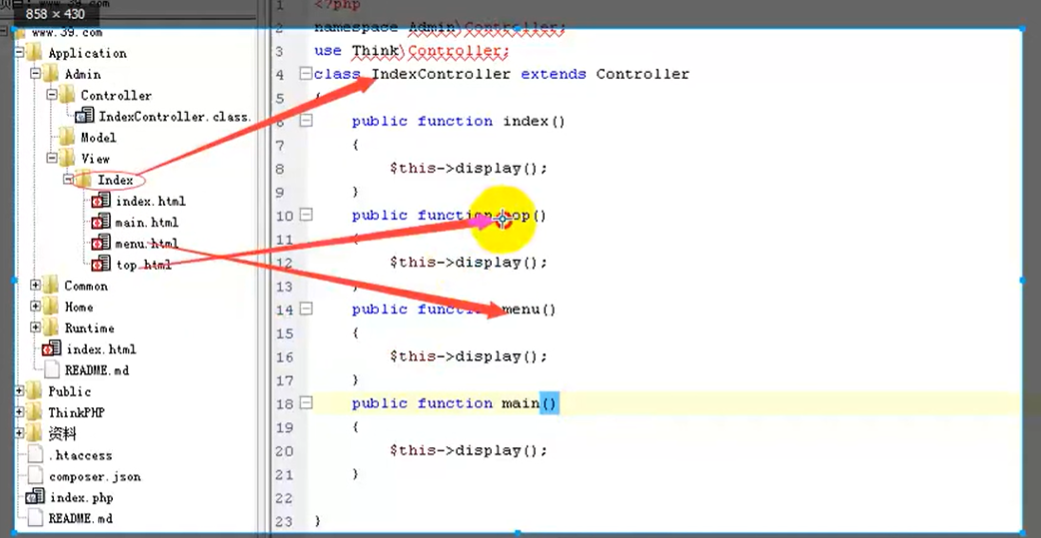 858 × 430
www.39.com
Application
Admin
Controller
IndexController.class.
Model
View
Index
index.html
main.html
menu.html
top.html
Common
Home
Runtime
index.html
README.md
Public
ThinkPHP
资料
.htaccess
composer.json
index.php
README.md
1 <?php
2 namespace Admin\Controller;
3 use Think\Controller;
4 class IndexController extends Controller
5 {
6 public function index()
7 {
8 $this->display();
9 }
10 public function top()
11 {
12 $this->display();
13 }
14 public function menu()
15 {
16 $this->display();
17 }
18 public function main()
19 {
20 $this->display();
21 }
22
23 }